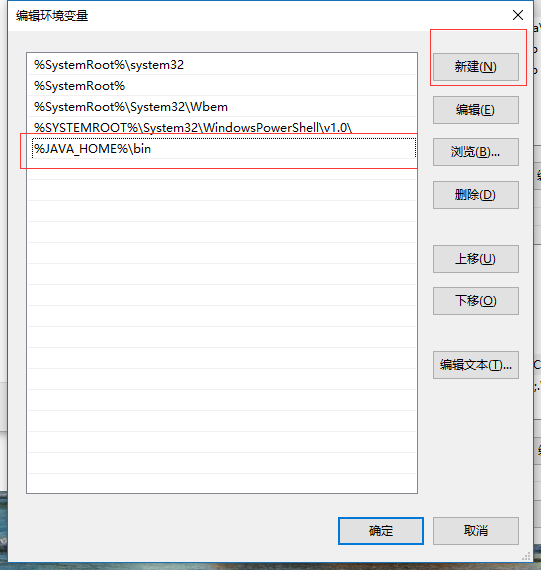 编辑环境变量
%SystemRoot%\system32
%SystemRoot%
%SystemRoot%\System32\Wbem
%SYSTEMROOT%\System32\WindowsPowerShell\v1.0\
%JAVA_HOME%\bin
新建(N)
编辑(E)
浏览(B)...
删除(D)
上移(U)
下移(O)
编辑文本(T)...
确定
取消